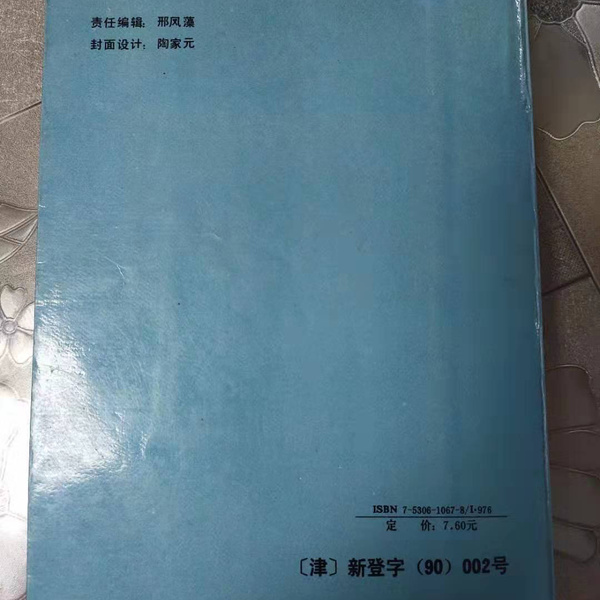 责任编辑：邢凤藻
封面设计：陶家元
ISBN 7-5306-1067-8/I·976
定 价：7.60元
〔津〕新登字（90）002号